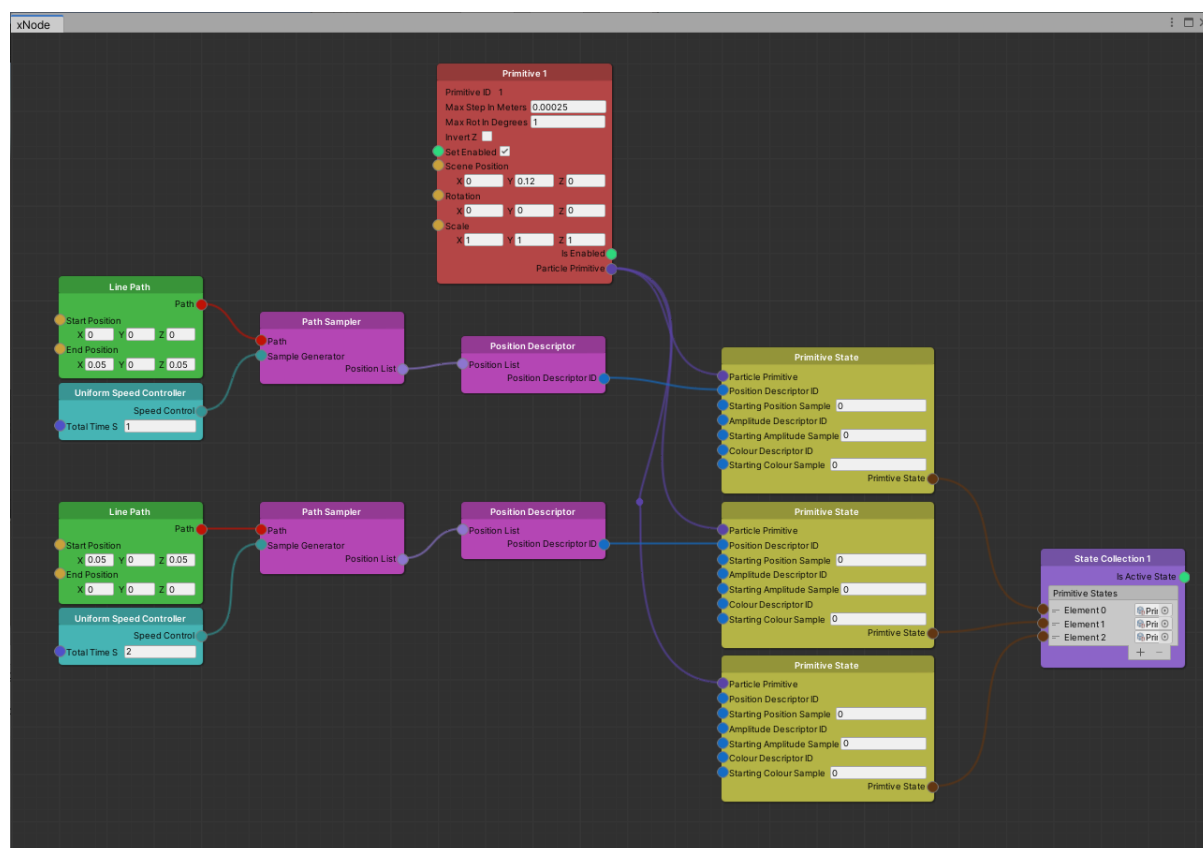 xNode
Primitive 1
Primitive ID 1
Max Step In Meters 0.00025
Max Rot In Degrees 1
Invert Z
Set Enabled
Scene Position
X 0 Y 0.12 Z 0
Rotation
X 0 Y 0 Z 0
Scale
X 1 Y 1 Z 1
Is Enabled
Particle Primitive
Line Path
Path
Start Position
X 0 Y 0 Z 0
End Position
X 0.05 Y 0 Z 0.05
Uniform Speed Controller
Speed Control
Total Time S 1
Path Sampler
Path
Sample Generator
Position List
Position Descriptor
Position List
Position Descriptor ID
Primitive State
Particle Primitive
Position Descriptor ID
Starting Position Sample 0
Amplitude Descriptor ID
Starting Amplitude Sample 0
Colour Descriptor ID
Starting Colour Sample 0
Primtive State
Line Path
Path
Start Position
X 0.05 Y 0 Z 0.05
End Position
X 0 Y 0 Z 0
Uniform Speed Controller
Speed Control
Total Time S 2
Path Sampler
Path
Sample Generator
Position List
Position Descriptor
Position List
Position Descriptor ID
Primitive State
Particle Primitive
Position Descriptor ID
Starting Position Sample 0
Amplitude Descriptor ID
Starting Amplitude Sample 0
Colour Descriptor ID
Starting Colour Sample 0
Primtive State
Primitive State
Particle Primitive
Position Descriptor ID
Starting Position Sample 0
Amplitude Descriptor ID
Starting Amplitude Sample 0
Colour Descriptor ID
Starting Colour Sample 0
Primtive State
State Collection 1
Is Active State
Primitive States
Element 0 Pri
Element 1 Pri
Element 2 Pri